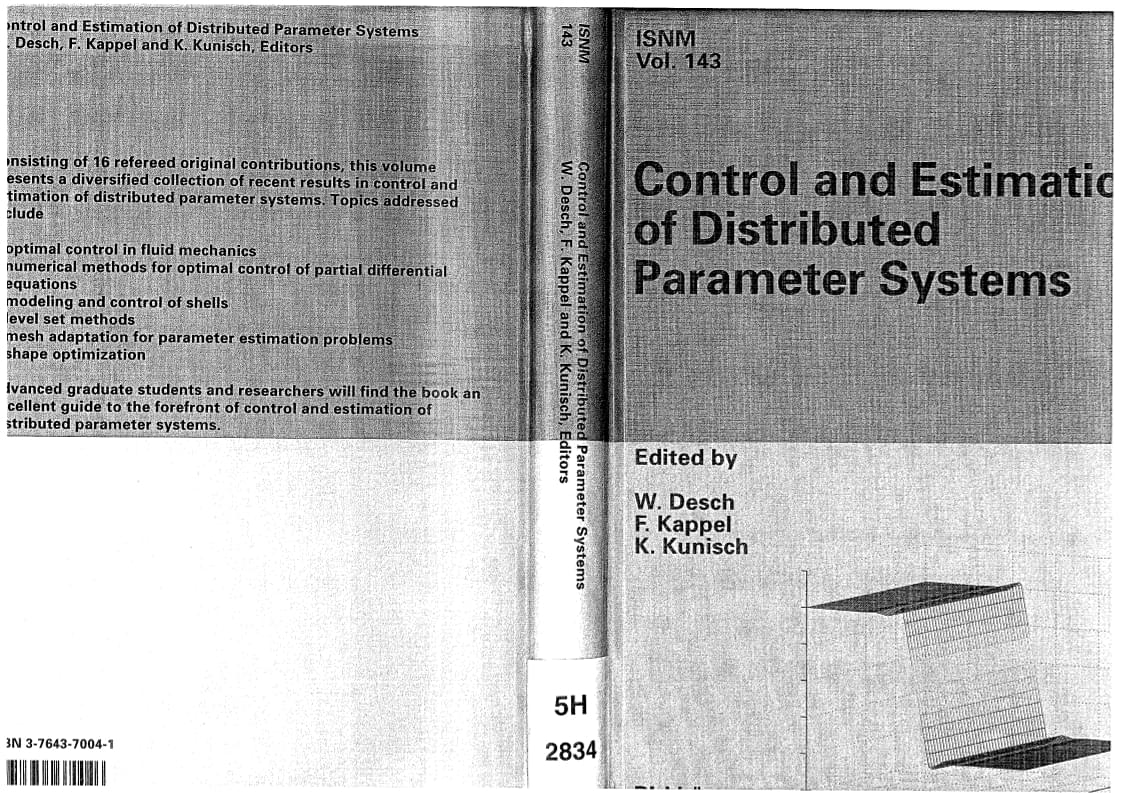 ntrol and Estimation of Distributed Parameter Systems
. Desch, F. Kappel and K. Kunisch, Editors
nsisting of 16 refereed original contributions, this volume
esents a diversified collection of recent results in control and
timation of distributed parameter systems. Topics addressed
clude
optimal control in fluid mechanics
numerical methods for optimal control of partial differential
equations
modeling and control of shells
level set methods
mesh adaptation for parameter estimation problems
shape optimization
dvanced graduate students and researchers will find the book an
cellent guide to the forefront of control and estimation of
stributed parameter systems.
BN 3-7643-7004-1
ISNM
143
Control and Estimation of Distributed Parameter Systems
W. Desch, F. Kappel and K. Kunisch, Editors
5H
2834
ISNM
Vol. 143
Control and Estimatio
of Distributed
Parameter Systems
Edited by
W. Desch
F. Kappel
K. Kunisch